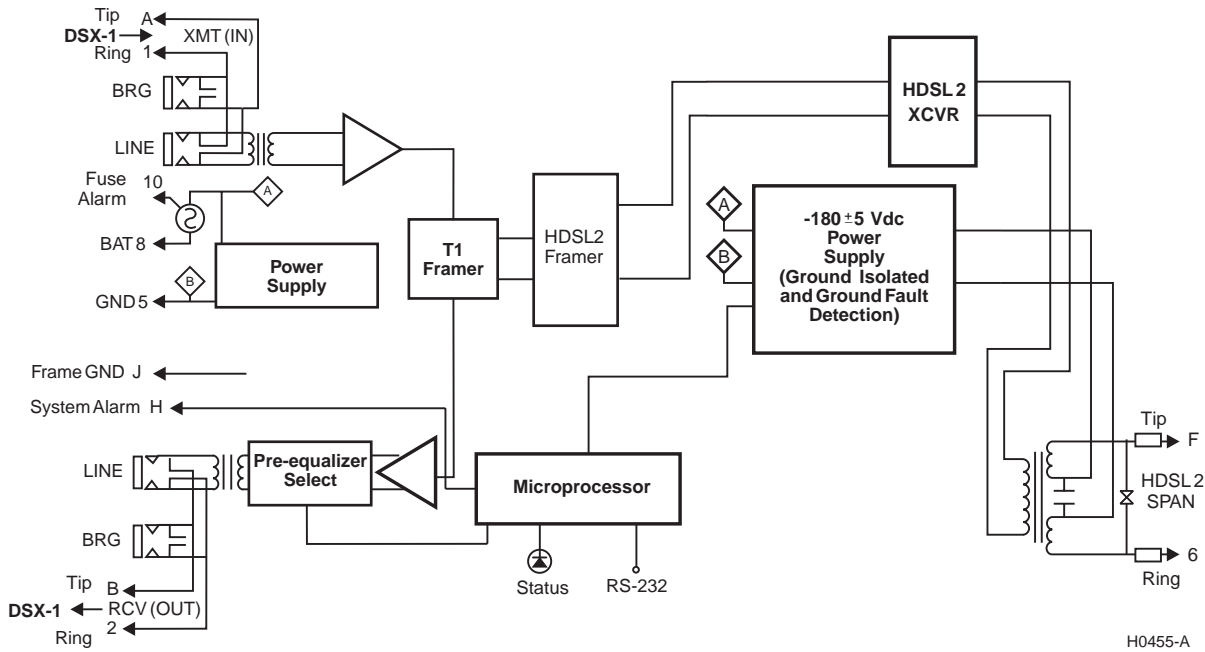 Tip A
DSX-1 XMT (IN)
Ring 1
BRG
LINE
Fuse Alarm 10
A
BAT 8
B
GND 5
Power
Supply
T1
Framer
HDSL2
Framer
HDSL 2
XCVR
A
B
-180 ±5 Vdc
Power
Supply
(Ground Isolated
and Ground Fault
Detection)
Frame GND J
System Alarm H
LINE
Pre-equalizer
Select
Microprocessor
BRG
Status
RS-232
Tip B
DSX-1 RCV (OUT)
Ring 2
Tip
F
HDSL 2
SPAN
6
Ring
H0455-A